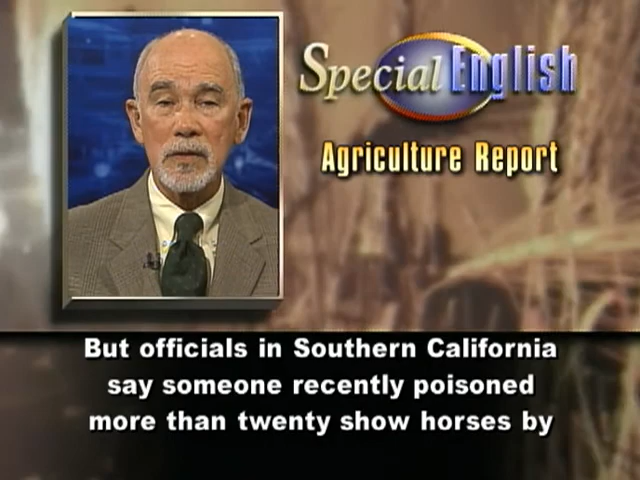 Special English
Agriculture Report
But officials in Southern California
say someone recently poisoned
more than twenty show horses by